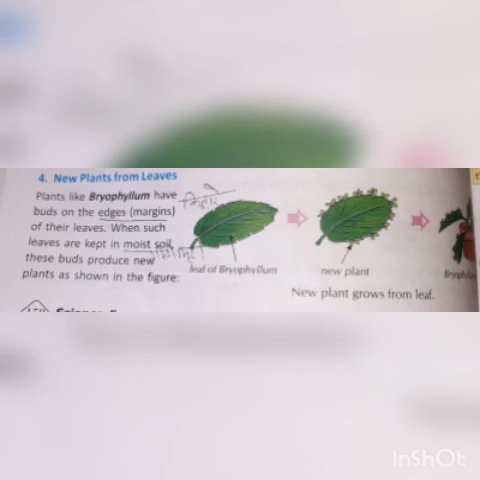 4. New Plants from Leaves
Plants like Bryophyllum have
किनारे
buds on the edges (margins)
of their leaves. When such
leaves are kept in moist soil,
these buds produce new
plants as shown in the figure:
leaf of Bryophyllum
new plant
New plant grows from leaf.
InShOt